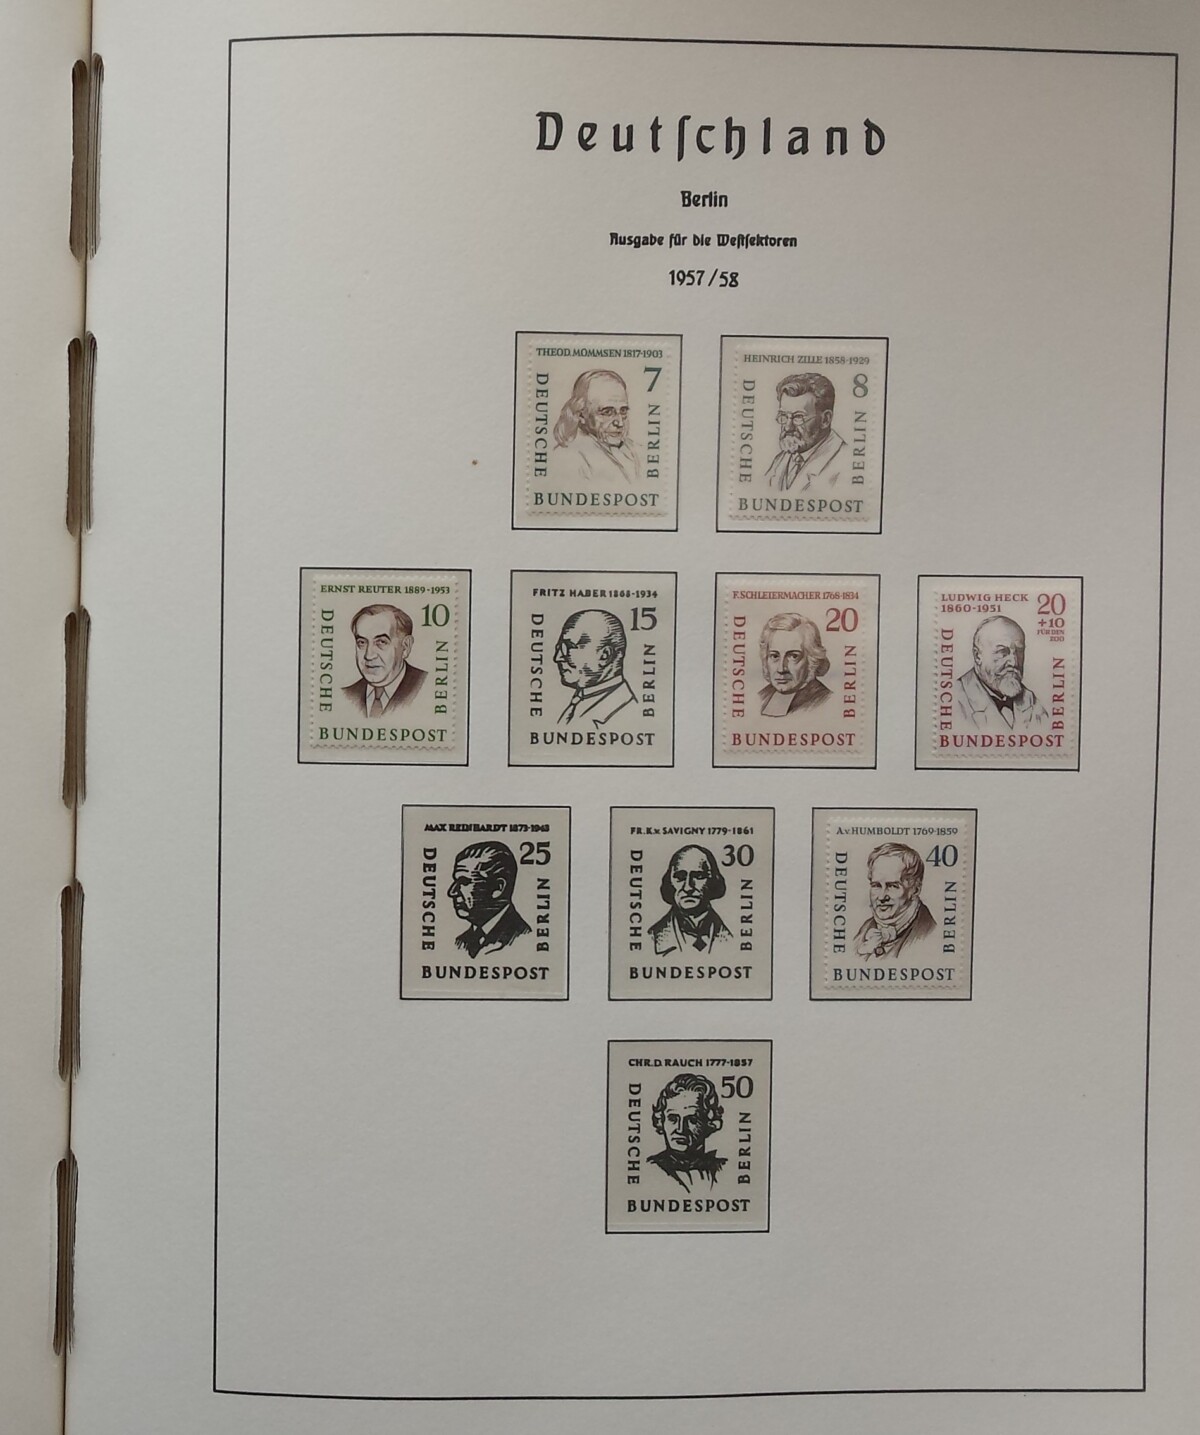 Deutſchland
Berlin
Ausgabe für die Weſtſektoren
1957/58
THEOD. MOMMSEN 1817-1903
7
DEUTSCHE
BERLIN
BUNDESPOST
HEINRICH ZILLE 1858-1929
8
DEUTSCHE
BERLIN
BUNDESPOST
ERNST REUTER 1889-1953
10
DEUTSCHE
BERLIN
BUNDESPOST
FRITZ HABER 1868-1934
15
DEUTSCHE
BERLIN
BUNDESPOST
F. SCHLEIERMACHER 1768-1834
20
DEUTSCHE
BERLIN
BUNDESPOST
LUDWIG HECK
1860-1951
20
+10
FÜR DEN
ZOO
DEUTSCHE
BERLIN
BUNDESPOST
MAX REINHARDT 1873-1943
25
DEUTSCHE
BERLIN
BUNDESPOST
FR.K.v. SAVIGNY 1779-1861
30
DEUTSCHE
BERLIN
BUNDESPOST
A.v. HUMBOLDT 1769-1859
40
DEUTSCHE
BERLIN
BUNDESPOST
CHR.D. RAUCH 1777-1857
50
DEUTSCHE
BERLIN
BUNDESPOST